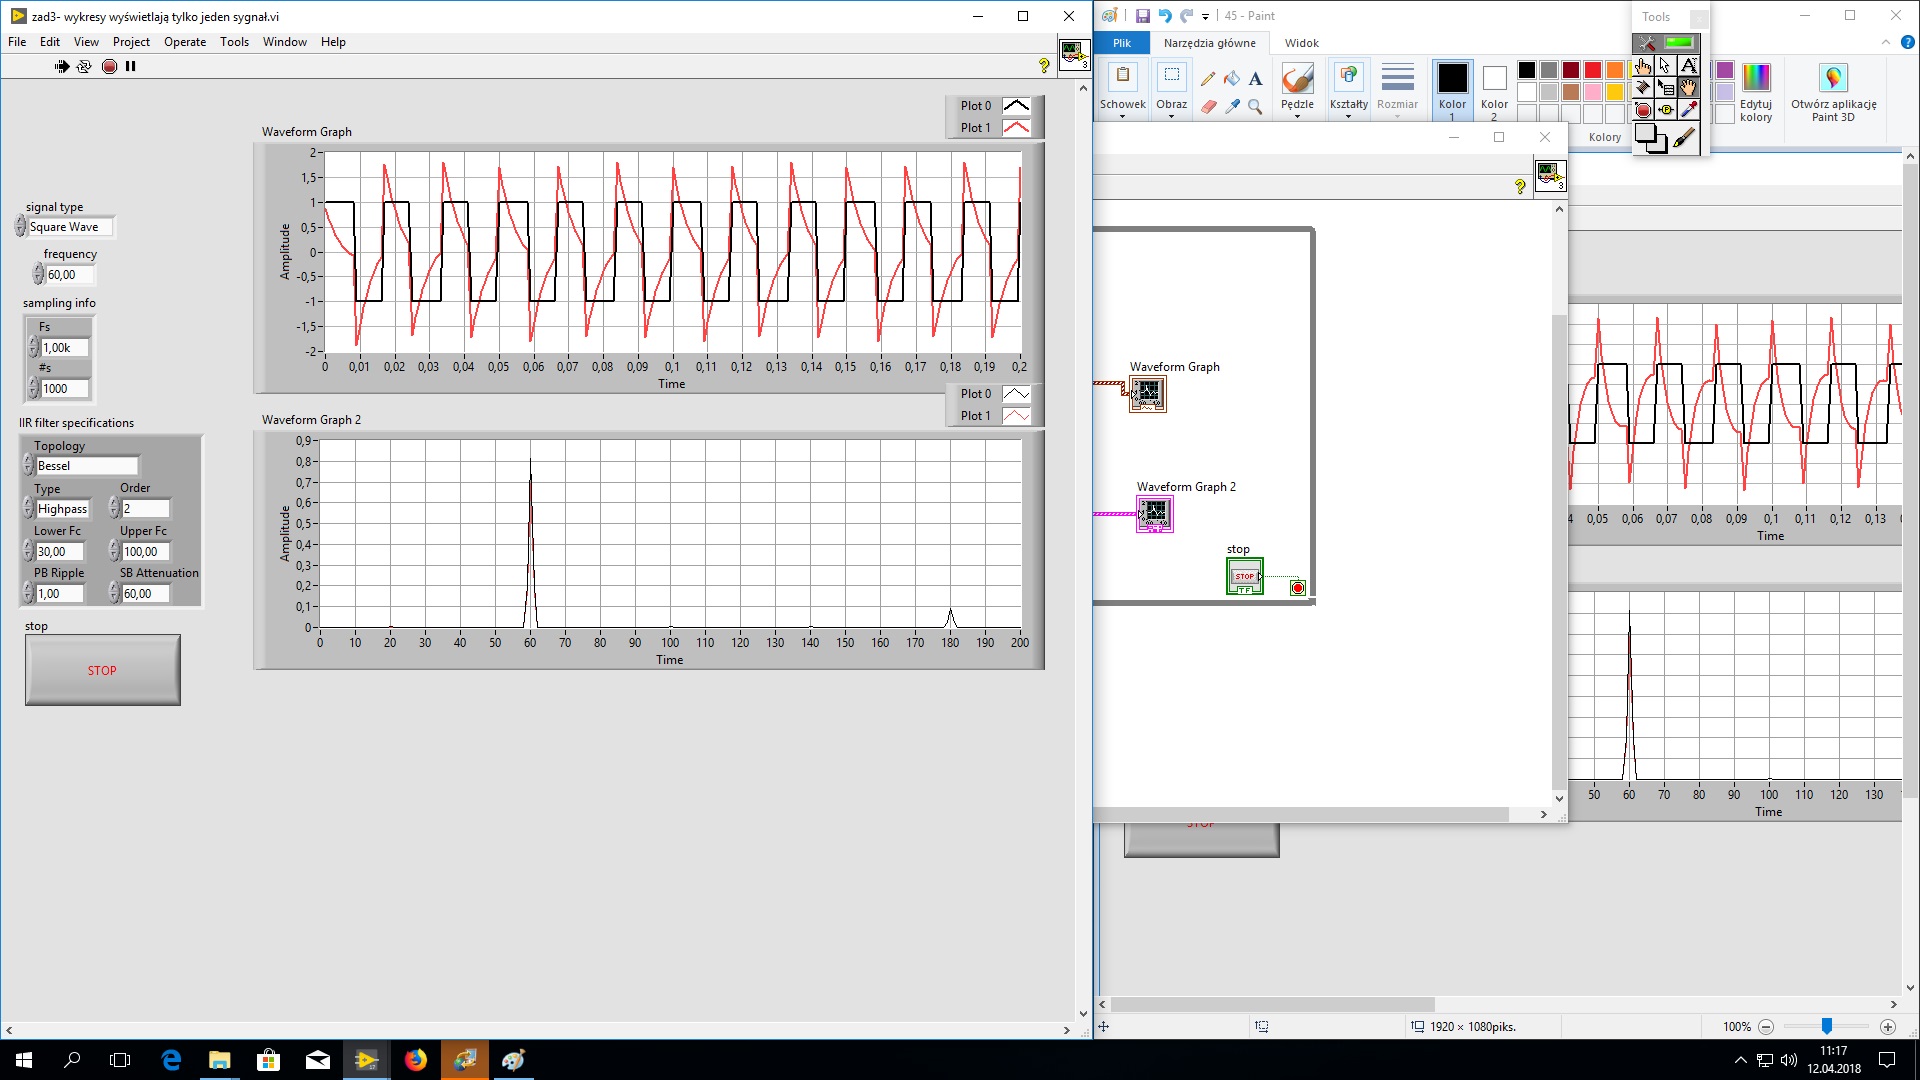 zad3- wykresy wyświetlają tylko jeden sygnał.vi
File Edit View Project Operate Tools Window Help
3
signal type
Square Wave
frequency
60,00
sampling info
Fs
1,00k
#s
1000
IIR filter specifications
Topology
Bessel
Type Order
Highpass 2
Lower Fc Upper Fc
30,00 100,00
PB Ripple SB Attenuation
1,00 60,00
stop
STOP
Plot 0
Plot 1
Waveform Graph
2
1,5
1
0,5
0
-0,5
-1
-1,5
-2
Amplitude
0 0,01 0,02 0,03 0,04 0,05 0,06 0,07 0,08 0,09 0,1 0,11 0,12 0,13 0,14 0,15 0,16 0,17 0,18 0,19 0,2
Time
Plot 0
Plot 1
Waveform Graph 2
0,9
0,8
0,7
0,6
0,5
0,4
0,3
0,2
0,1
0
Amplitude
0 10 20 30 40 50 60 70 80 90 100 110 120 130 140 150 160 170 180 190 200
Time
45 - Paint
Plik Narzędzia główne Widok
Schowek Obraz Pędzle Kształty Rozmiar Kolor 1 Kolor 2 Edytuj kolory Otwórz aplikację Paint 3D
Kolory
Tools
3
Waveform Graph
Waveform Graph 2
stop
STOP
TF
4 0,05 0,06 0,07 0,08 0,09 0,1 0,11 0,12 0,13
Time
50 60 70 80 90 100 110 120 130
Time
STOP
1920 × 1080piks.
100%
11:17
12.04.2018